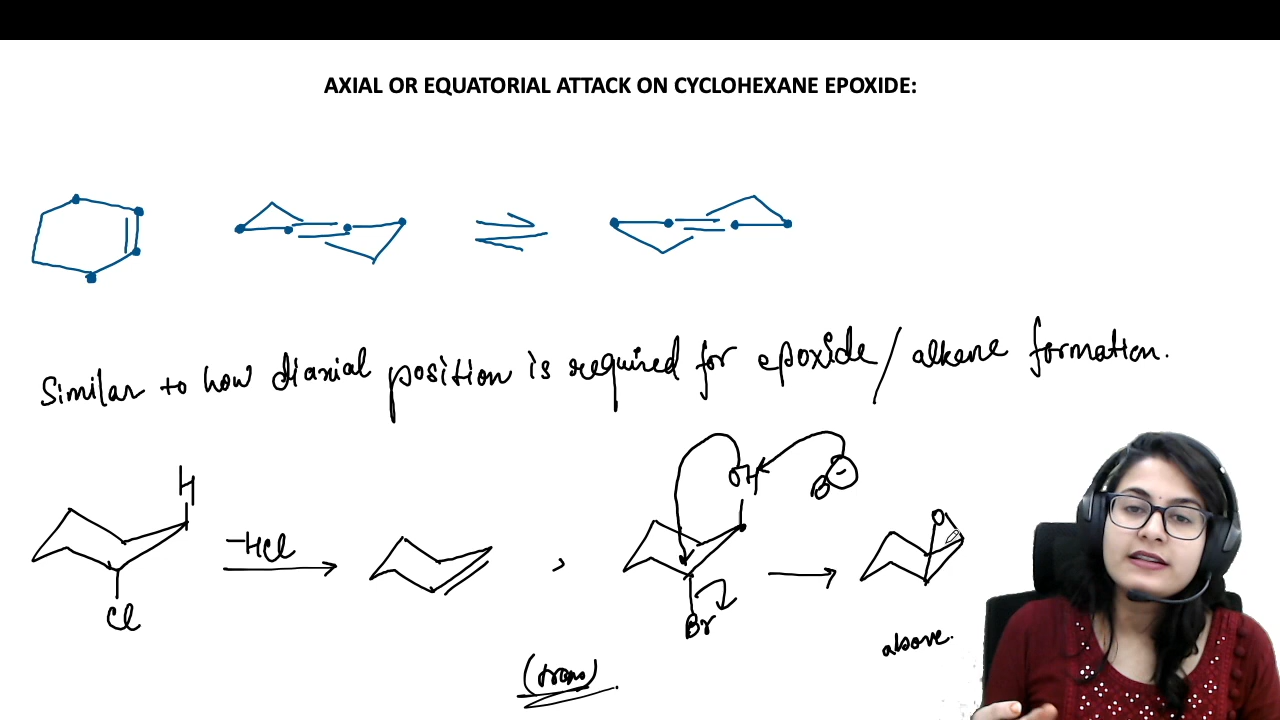 AXIAL OR EQUATORIAL ATTACK ON CYCLOHEXANE EPOXIDE:
Similar to how diaxial position is required for epoxide/alkene formation.
H
OH
B⊖
O
-HCl
,
Cl
Br
above.
(trans)